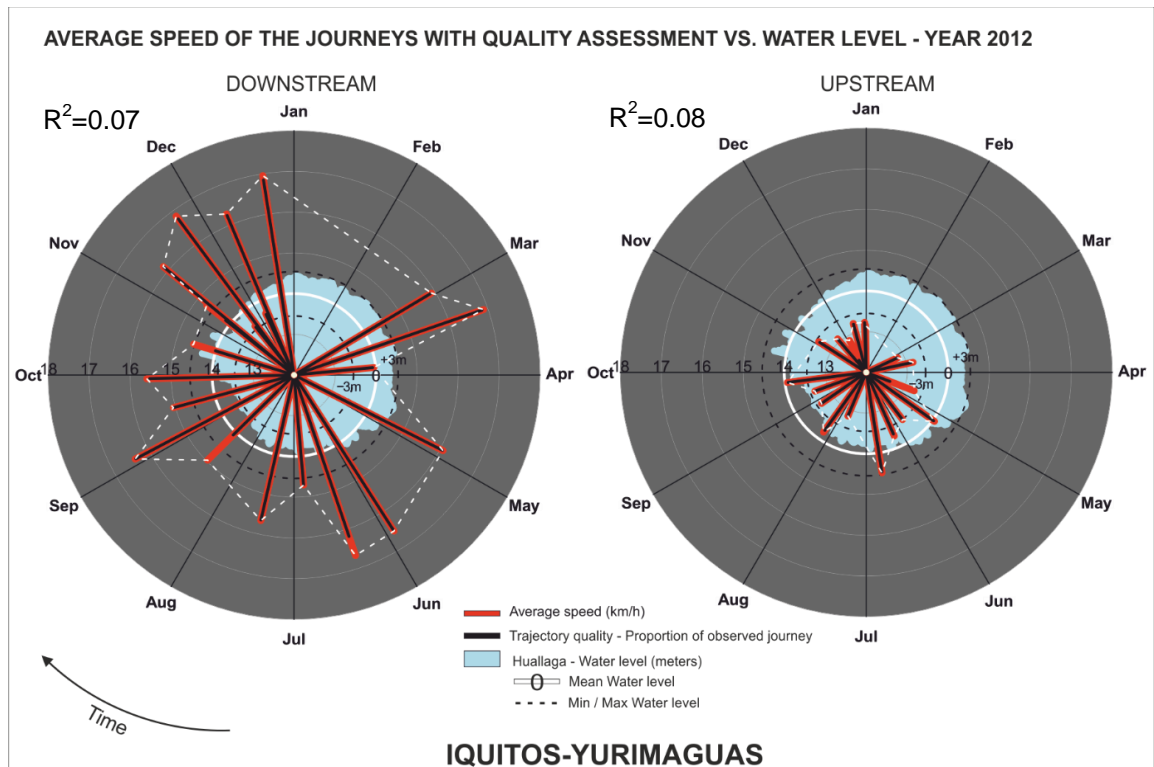 AVERAGE SPEED OF THE JOURNEYS WITH QUALITY ASSESSMENT VS. WATER LEVEL - YEAR 2012
DOWNSTREAM
UPSTREAM
R²=0.07
R²=0.08
Jan
Feb
Mar
Apr
May
Jun
Jul
Aug
Sep
Oct
Nov
Dec
18 17 16 15 14 13
+3m
0
−3m
Jan
Feb
Mar
Apr
May
Jun
Jul
Aug
Sep
Oct
Nov
Dec
18 17 16 15 14 13
+3m
0
−3m
Average speed (km/h)
Trajectory quality - Proportion of observed journey
Huallaga - Water level (meters)
0 Mean Water level
Min / Max Water level
Time
IQUITOS-YURIMAGUAS